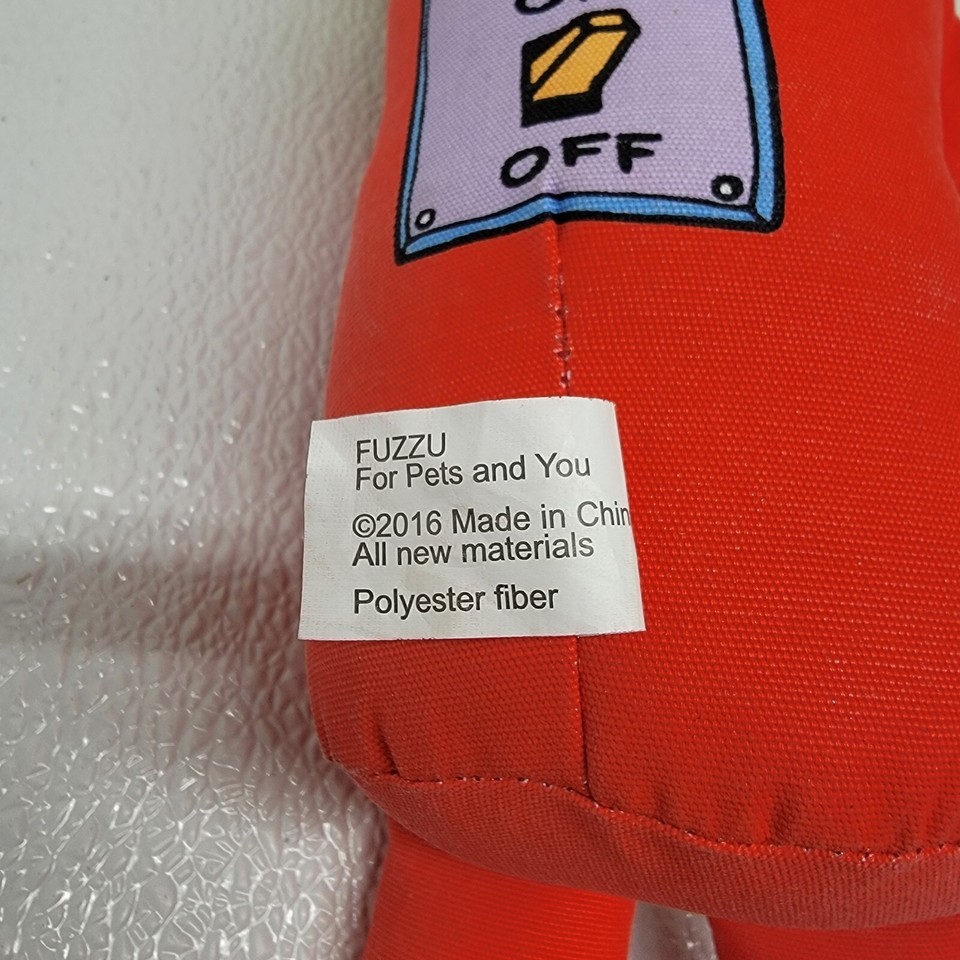 OFF
FUZZU
For Pets and You
©2016 Made in Chin
All new materials
Polyester fiber